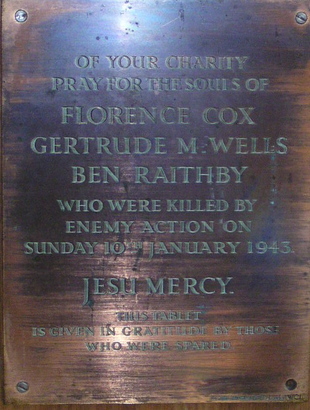 OF YOUR CHARITY
PRAY FOR THE SOULS OF
FLORENCE COX
GERTRUDE M. WELLS
BEN RAITHBY
WHO WERE KILLED BY
ENEMY ACTION ON
SUNDAY 10TH JANUARY 1943.
JESU MERCY.
THIS TABLET
IS GIVEN IN GRATITUDE BY THOSE
WHO WERE SPARED